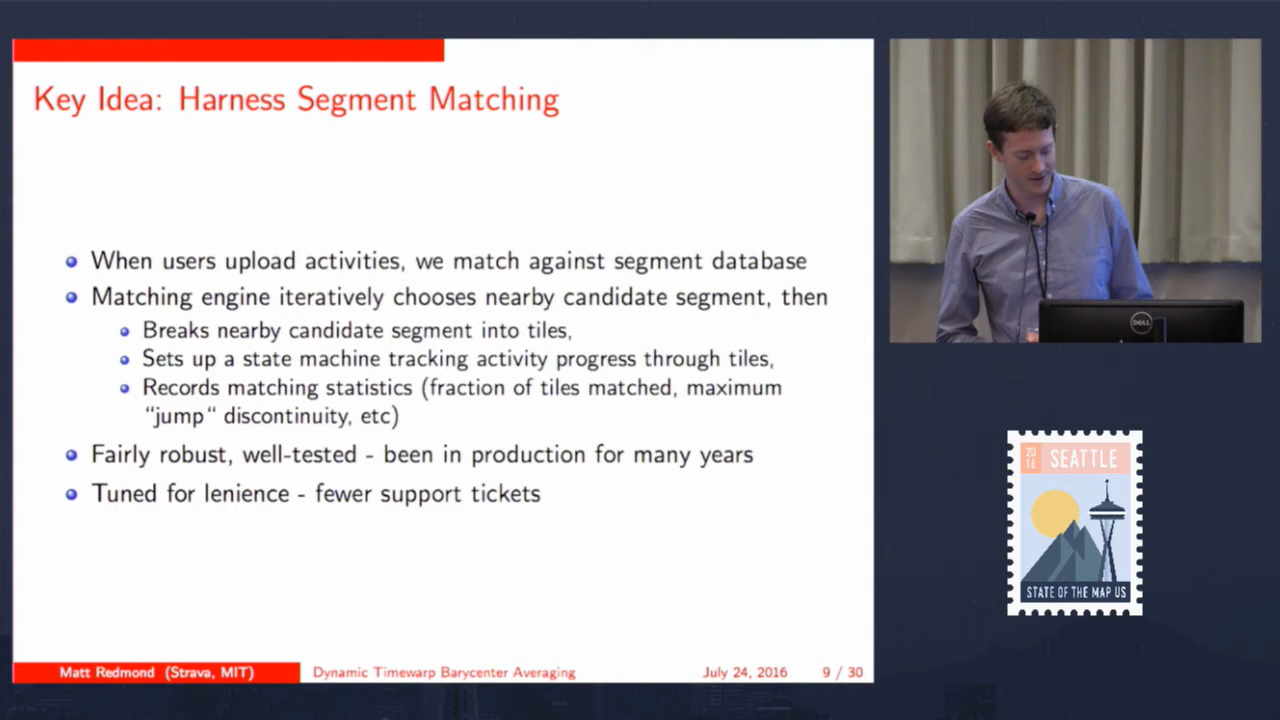 Key Idea: Harness Segment Matching
When users upload activities, we match against segment database
Matching engine iteratively chooses nearby candidate segment, then
Breaks nearby candidate segment into tiles,
Sets up a state machine tracking activity progress through tiles,
Records matching statistics (fraction of tiles matched, maximum
“jump“ discontinuity, etc)
Fairly robust, well-tested - been in production for many years
Tuned for lenience - fewer support tickets
Matt Redmond (Strava, MIT)
Dynamic Timewarp Barycenter Averaging
July 24, 2016
9 / 30
DELL
20
16
SEATTLE
STATE OF THE MAP US